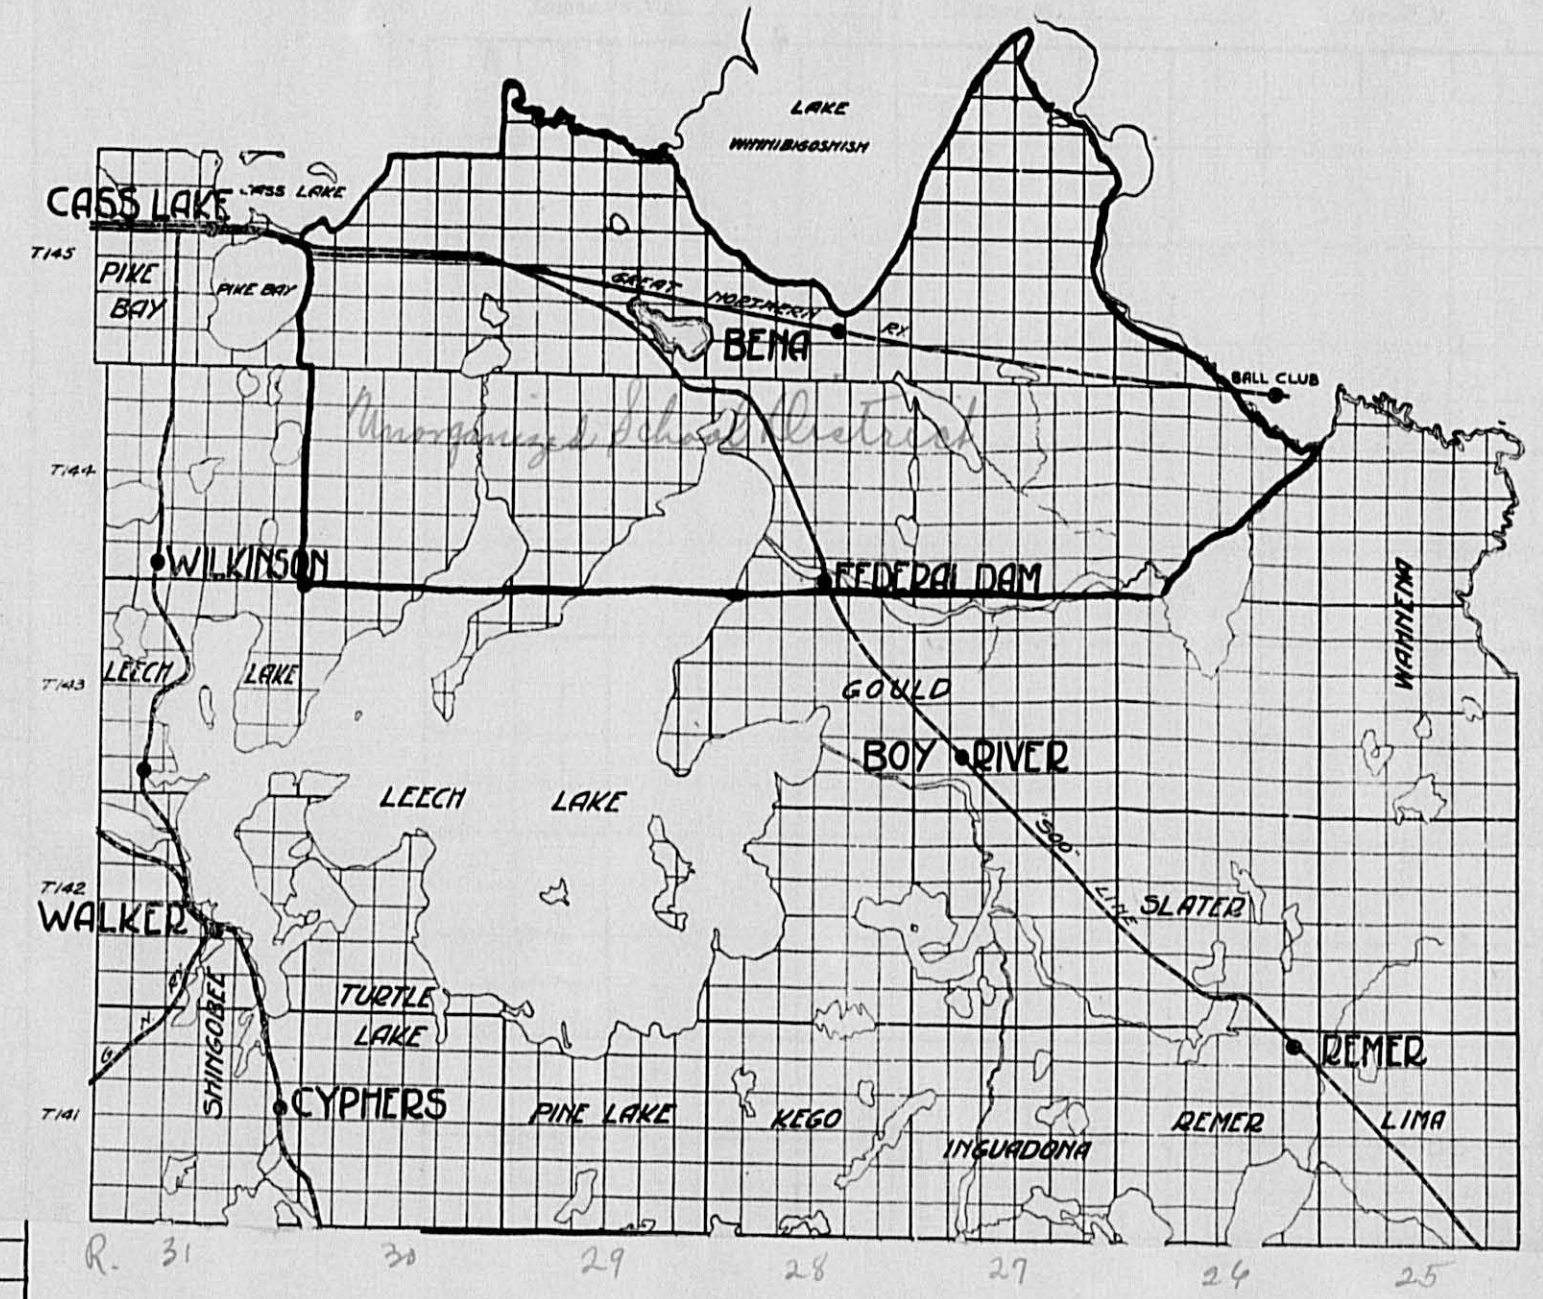 LAKE
WINNIBIGOSHISH
CASS LAKE
CASS LAKE
T145
PIKE
BAY
PIKE BAY
GREAT NORTHERN RY
BENA
BALL CLUB
Unorganized School District
T144
WILKINSON
FEDERAL DAM
WAHNENA
T143
LEECH
LAKE
GOULD
BOY RIVER
LEECH LAKE
"SOO"
LINE
T142
WALKER
SLATER
G. N. RY.
SHINGOBEE
TURTLE
LAKE
REMER
T141
CYPHERS
PINE LAKE
KEGO
INGUADONA
REMER
LIMA
R. 31 30 29 28 27 26 25